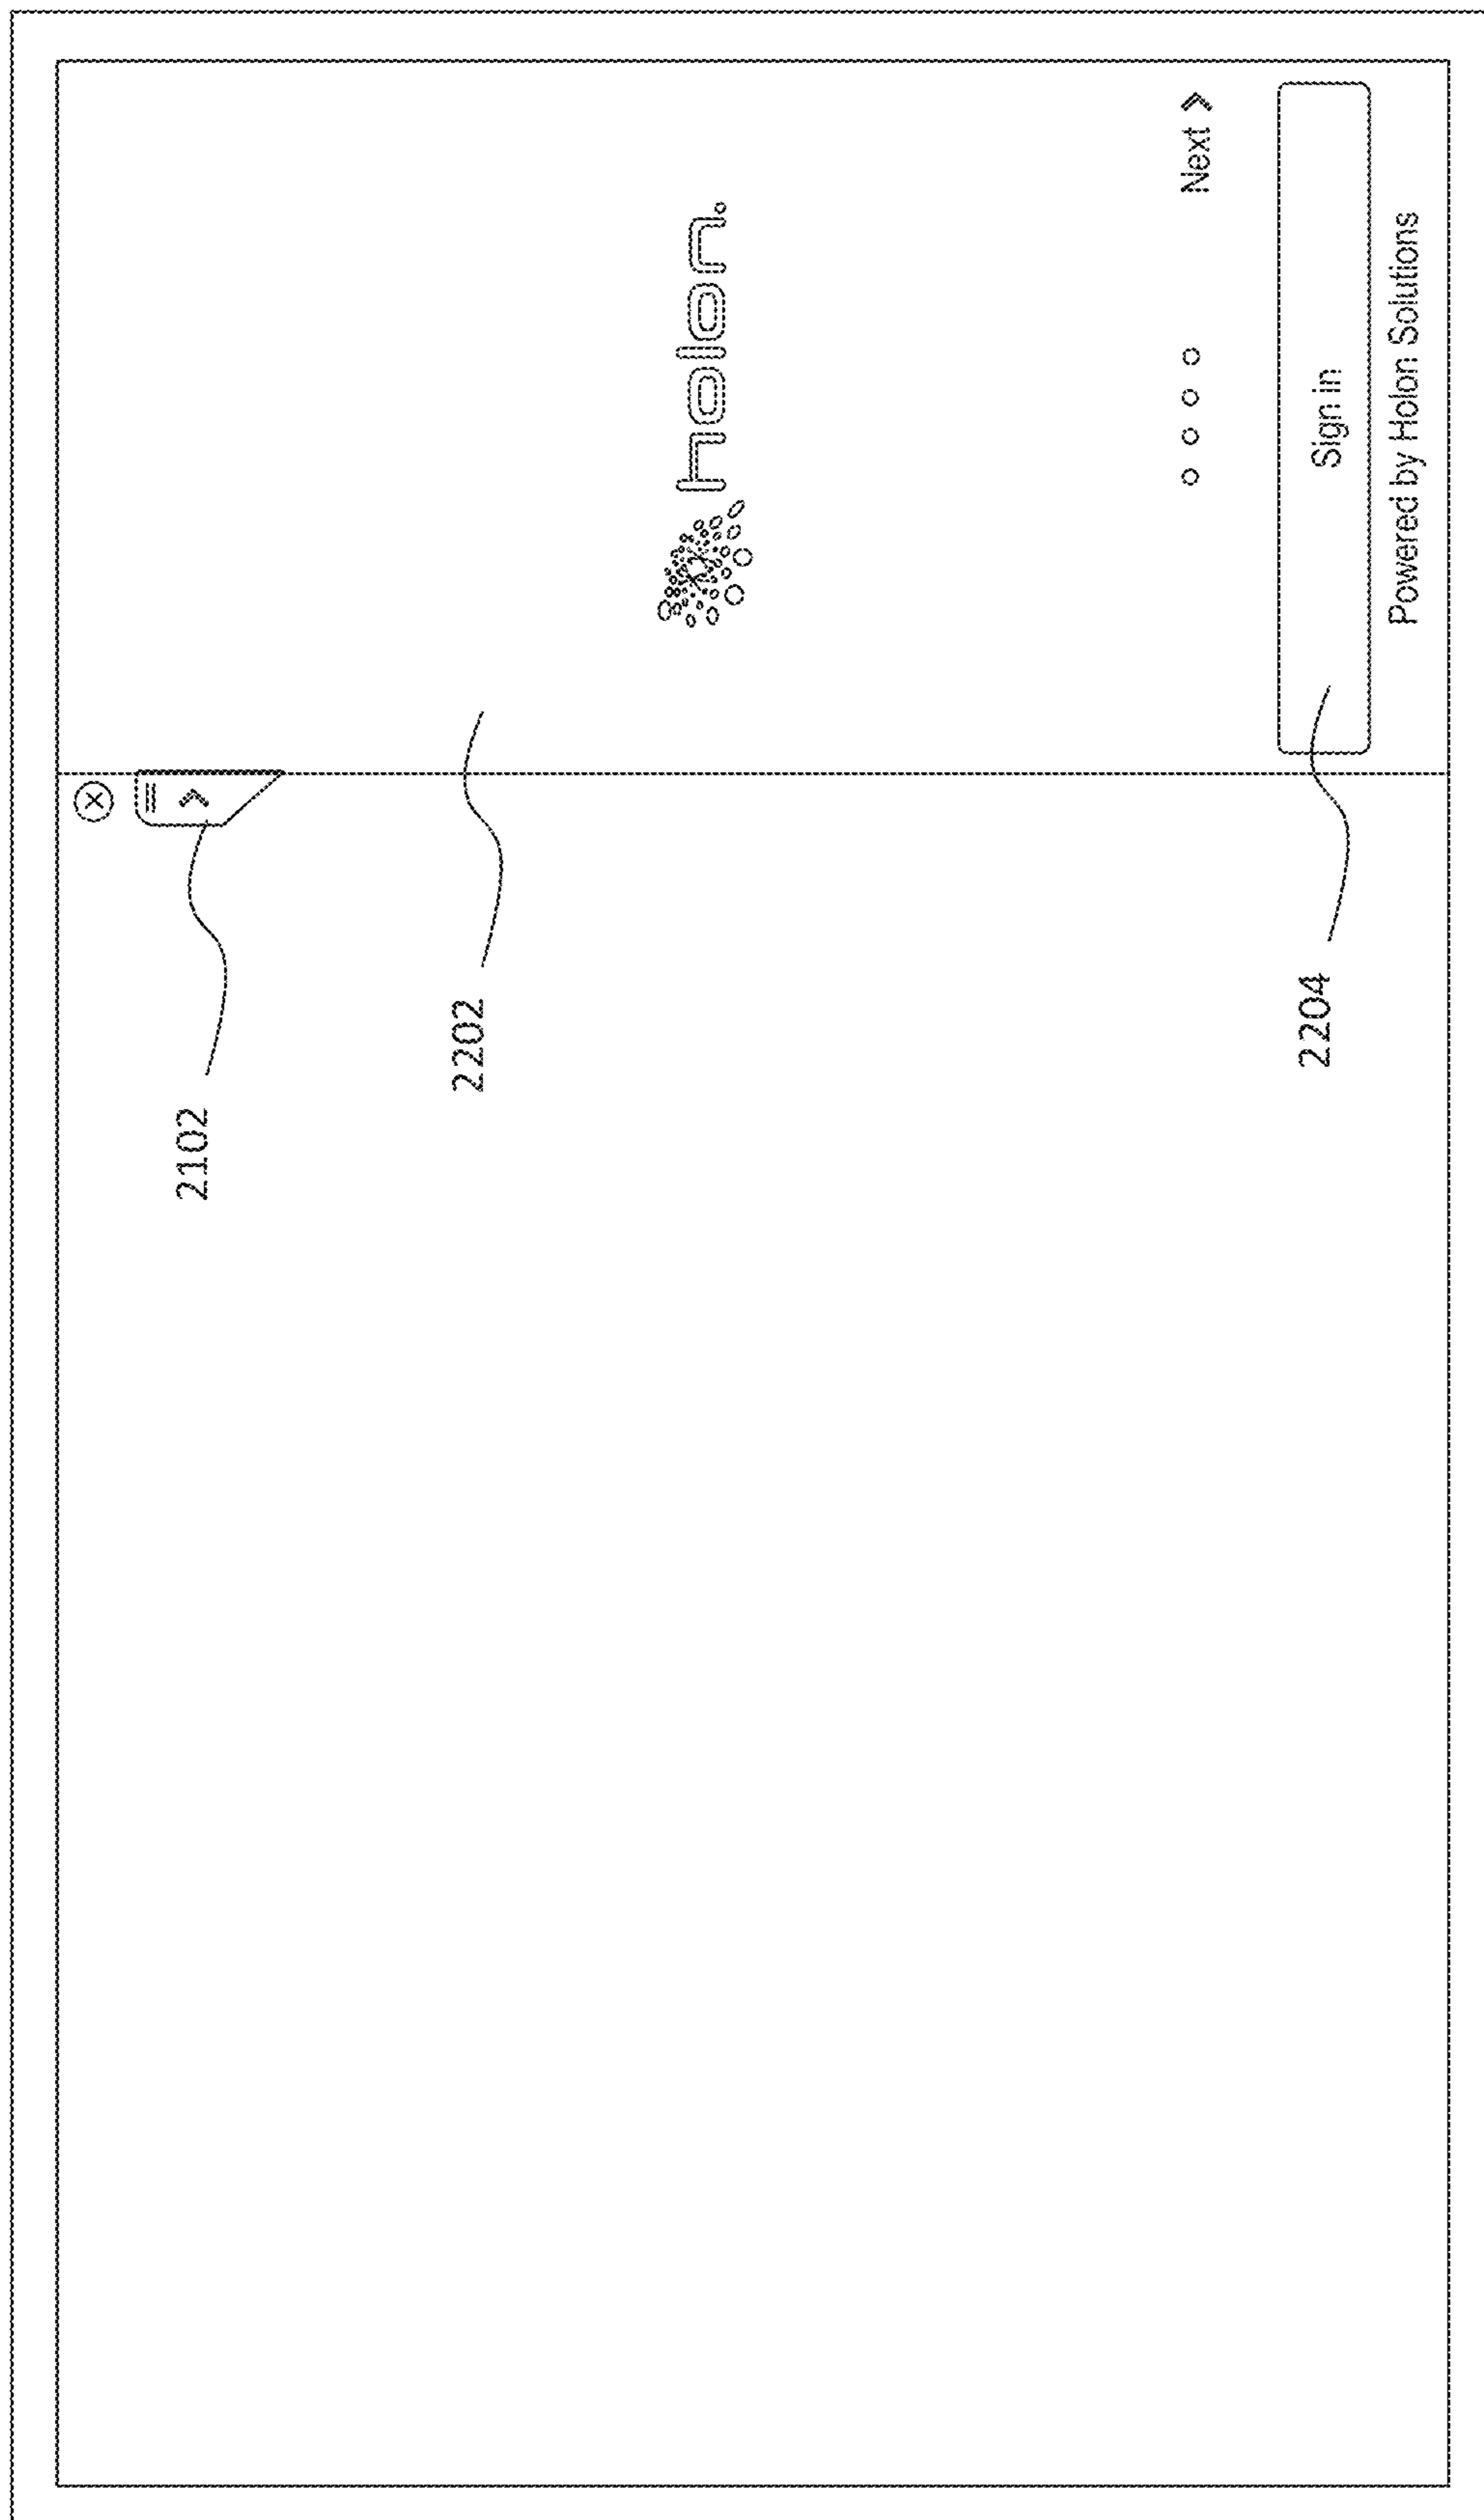 2102
2202
holon.
Next >
Sign in
2204
Powered by Holon Solutions